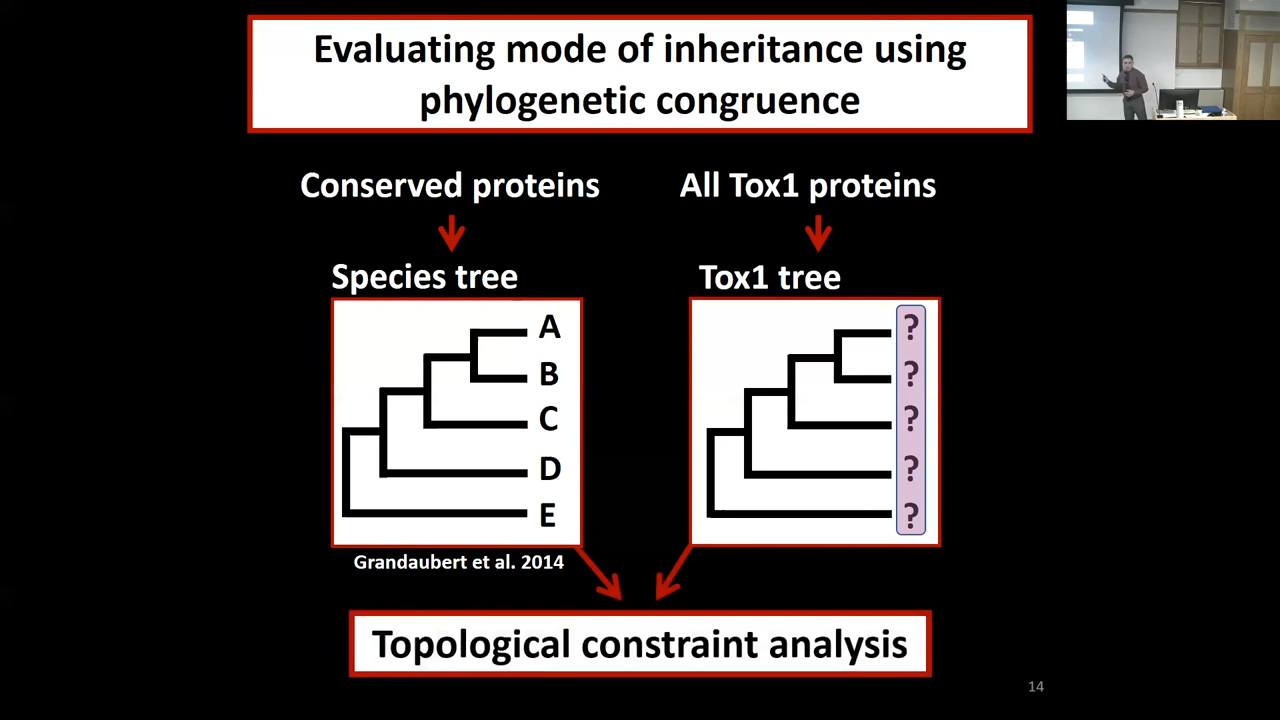 Evaluating mode of inheritance using
phylogenetic congruence
Conserved proteins
All Tox1 proteins
Species tree
Tox1 tree
A
B
C
D
E
?
?
?
?
?
Grandaubert et al. 2014
Topological constraint analysis
14